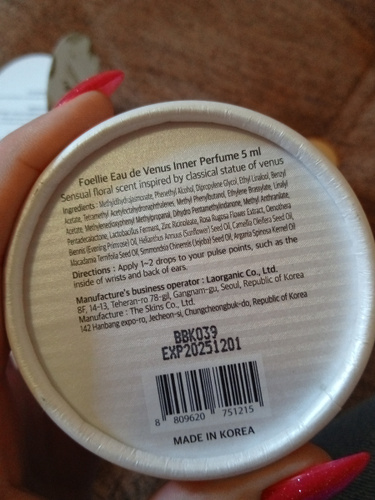 Foellie Eau de Venus Inner Perfume 5 ml
Sensual floral scent inspired by classical statue of venus
Ingredients : Methyldihydrojasmonate, Phenethyl Alcohol, Dipropylene Glycol, Ethyl Linalool, Benzyl
Acetate, Tetramethyl Acetyloctahydronaphthalenes, Methyl Phenylbutanol, Ethylene Brassylate, Linalyl
Acetate, Methylenedioxyphenyl Methylpropanal, Dihydro Pentamethylindanone, Methyl Anthranilate,
Pentadecalactone, Lactobacillus Ferment, Zinc Ricinoleate, Rosa Rugosa Flower Extract, Oenothera
Biennis (Evening Primrose) Oil, Helianthus Annuus (Sunflower) Seed Oil, Camellia Oleifera Seed Oil,
Macadamia Ternifolia Seed Oil, Simmondsia Chinensis (Jojoba) Seed Oil, Argania Spinosa Kernel Oil
Directions : Apply 1~2 drops to your pulse points, such as the
inside of wrists and back of ears.
Manufacture's business operator : Laorganic Co., Ltd.
8F, 14-13, Teheran-ro 78-gil, Gangnam-gu, Seoul, Republic of Korea
Manufacture : The Skins Co., Ltd.
142 Hanbang expo-ro, Jecheon-si, Chungcheongbuk-do, Republic of Korea
BBK039
EXP20251201
8 809620 751215
MADE IN KOREA